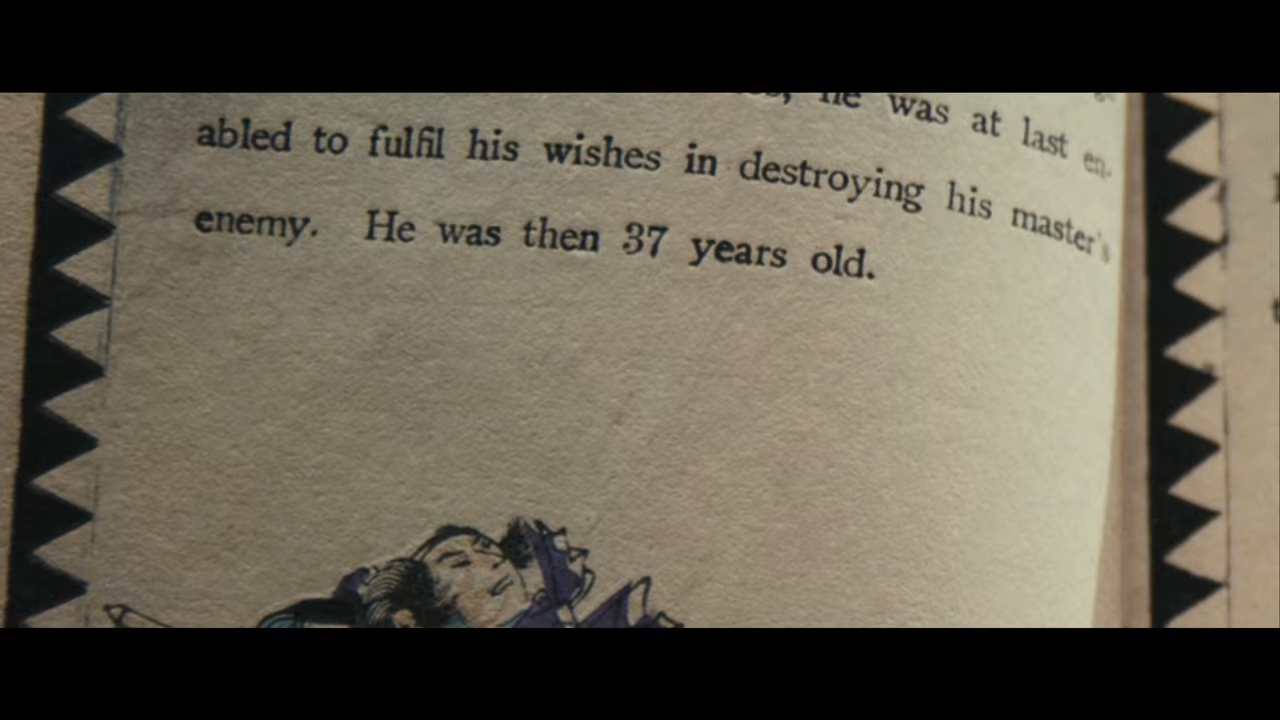 he was at last en-
abled to fulfil his wishes in destroying his master's
enemy. He was then 37 years old.